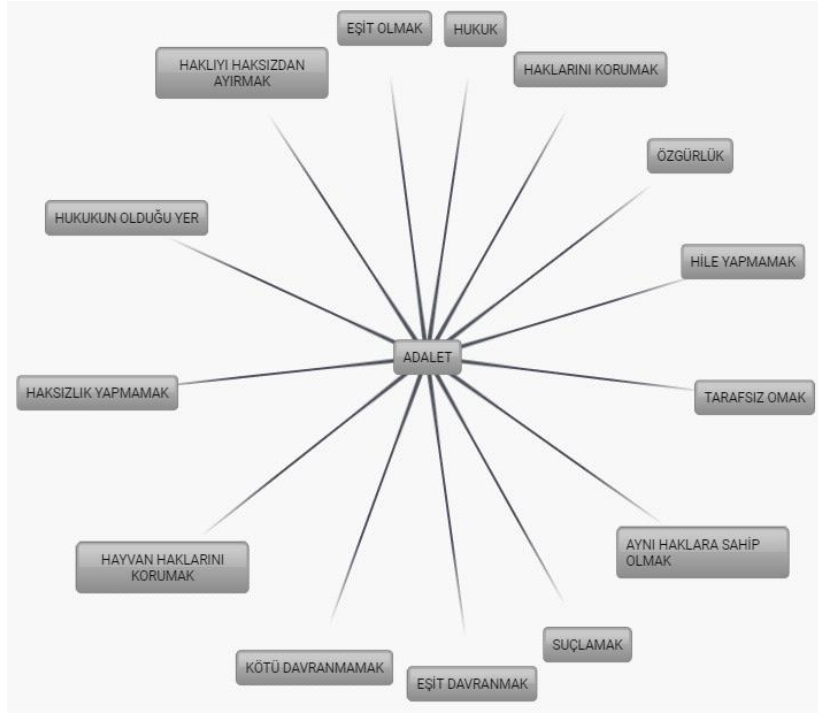 EŞİT OLMAK
HUKUK
HAKLIYI HAKSIZDAN
AYIRMAK
HAKLARINI KORUMAK
ÖZGÜRLÜK
HUKUKUN OLDUĞU YER
HİLE YAPMAMAK
ADALET
HAKSIZLIK YAPMAMAK
TARAFSIZ OMAK
AYNI HAKLARA SAHİP
OLMAK
HAYVAN HAKLARINI
KORUMAK
SUÇLAMAK
KÖTÜ DAVRANMAMAK
EŞİT DAVRANMAK